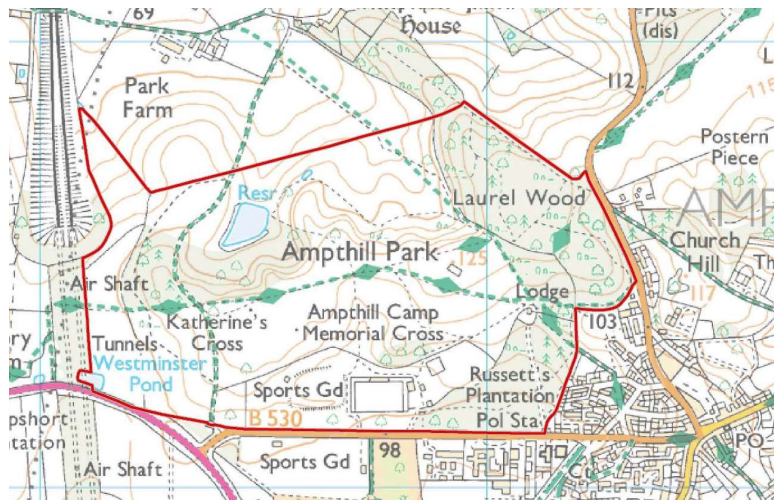 69
House
Pits
(dis)
Park
Farm
112
Postern
Piece
Resr
Laurel Wood
Ampthill Park
125
AMP
Church
Hill
Air Shaft
117
Katherine's
Cross
Ampthill Camp
Memorial Cross
Lodge
103
Tunnels
Westminster
Pond
Sports Gd
Russett's
Plantation
Pol Sta
B 530
pshort
tation
98
Air Shaft
Sports Gd
PO